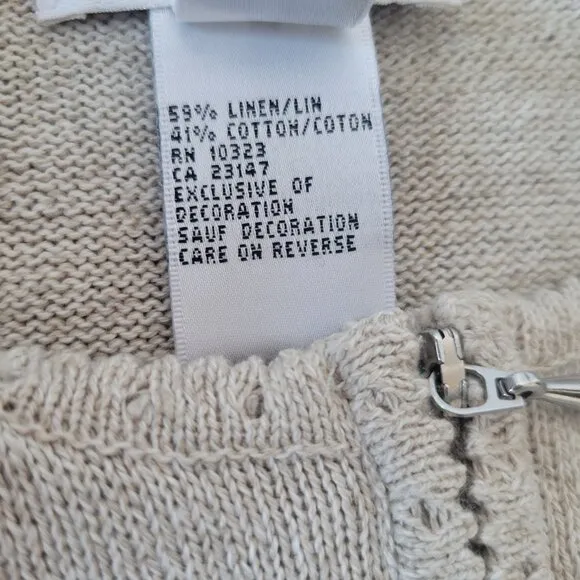 59% LINEN/LIN
41% COTTON/COTON
RN 10323
CA 23147
EXCLUSIVE OF
DECORATION
SAUF DECORATION
CARE ON REVERSE